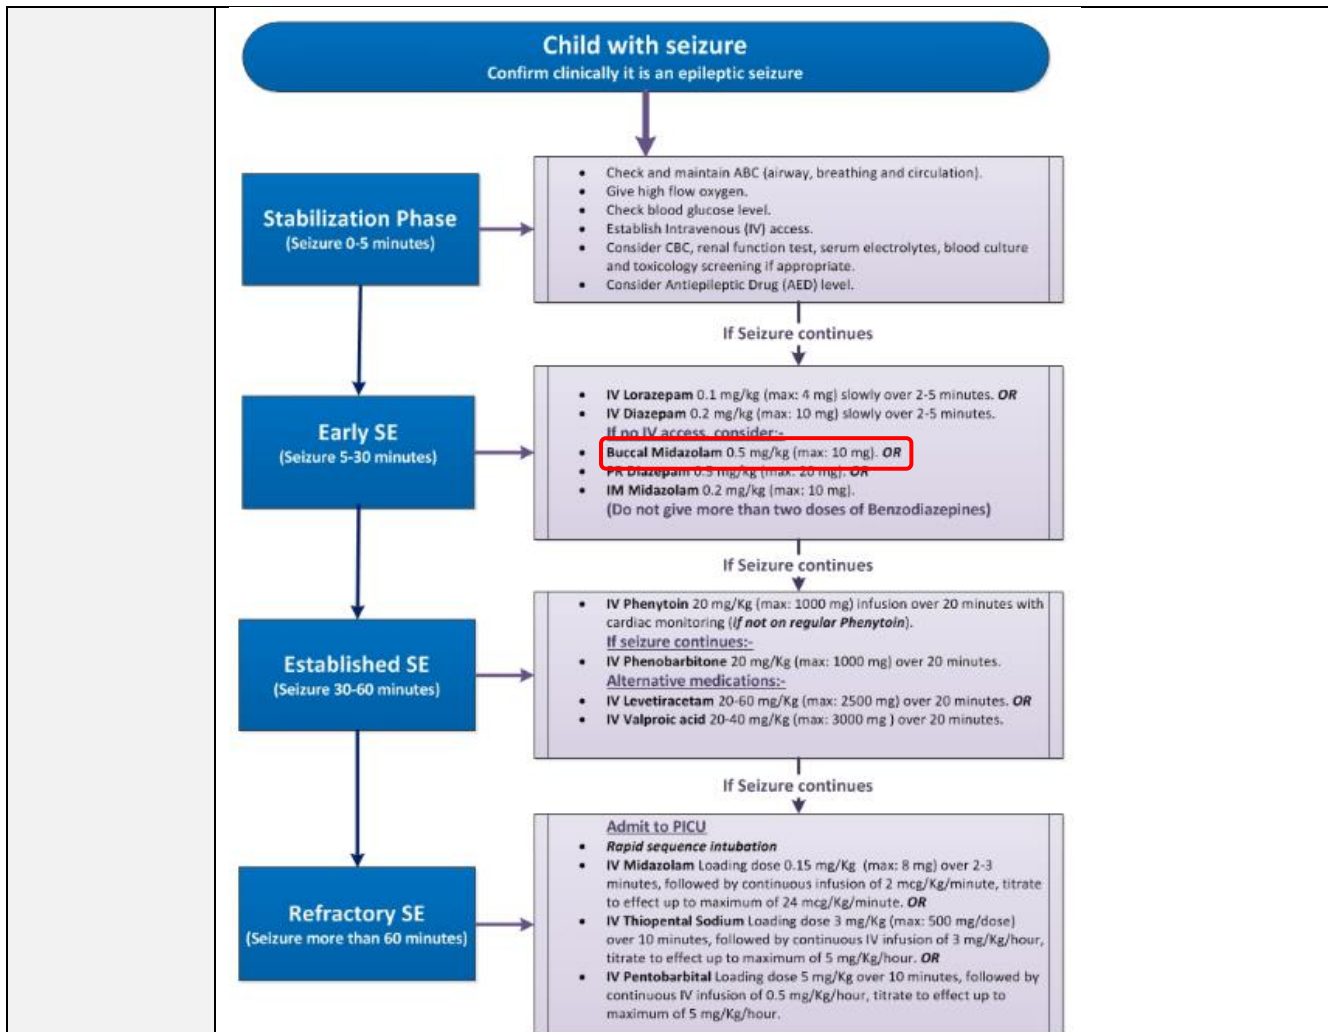 Child with seizure
Confirm clinically it is an epileptic seizure
Stabilization Phase
(Seizure 0-5 minutes)
• Check and maintain ABC (airway, breathing and circulation).
• Give high flow oxygen.
• Check blood glucose level.
• Establish Intravenous (IV) access.
• Consider CBC, renal function test, serum electrolytes, blood culture
and toxicology screening if appropriate.
• Consider Antiepileptic Drug (AED) level.
If Seizure continues
Early SE
(Seizure 5-30 minutes)
• IV Lorazepam 0.1 mg/kg (max: 4 mg) slowly over 2-5 minutes. OR
• IV Diazepam 0.2 mg/kg (max: 10 mg) slowly over 2-5 minutes.
If no IV access, consider:-
• Buccal Midazolam 0.5 mg/kg (max: 10 mg). OR
• PR Diazepam 0.5 mg/kg (max: 20 mg). OR
• IM Midazolam 0.2 mg/kg (max: 10 mg).
(Do not give more than two doses of Benzodiazepines)
If Seizure continues
Established SE
(Seizure 30-60 minutes)
• IV Phenytoin 20 mg/Kg (max: 1000 mg) infusion over 20 minutes with
cardiac monitoring (if not on regular Phenytoin).
If seizure continues:-
• IV Phenobarbitone 20 mg/Kg (max: 1000 mg) over 20 minutes.
Alternative medications:-
• IV Levetiracetam 20-60 mg/Kg (max: 2500 mg) over 20 minutes. OR
• IV Valproic acid 20-40 mg/Kg (max: 3000 mg ) over 20 minutes.
If Seizure continues
Refractory SE
(Seizure more than 60 minutes)
Admit to PICU
• Rapid sequence intubation
• IV Midazolam Loading dose 0.15 mg/Kg (max: 8 mg) over 2-3
minutes, followed by continuous infusion of 2 mcg/Kg/minute, titrate
to effect up to maximum of 24 mcg/Kg/minute. OR
• IV Thiopental Sodium Loading dose 3 mg/Kg (max: 500 mg/dose)
over 10 minutes, followed by continuous IV infusion of 3 mg/Kg/hour,
titrate to effect up to maximum of 5 mg/Kg/hour. OR
• IV Pentobarbital Loading dose 5 mg/Kg over 10 minutes, followed by
continuous IV infusion of 0.5 mg/Kg/hour, titrate to effect up to
maximum of 5 mg/Kg/hour.